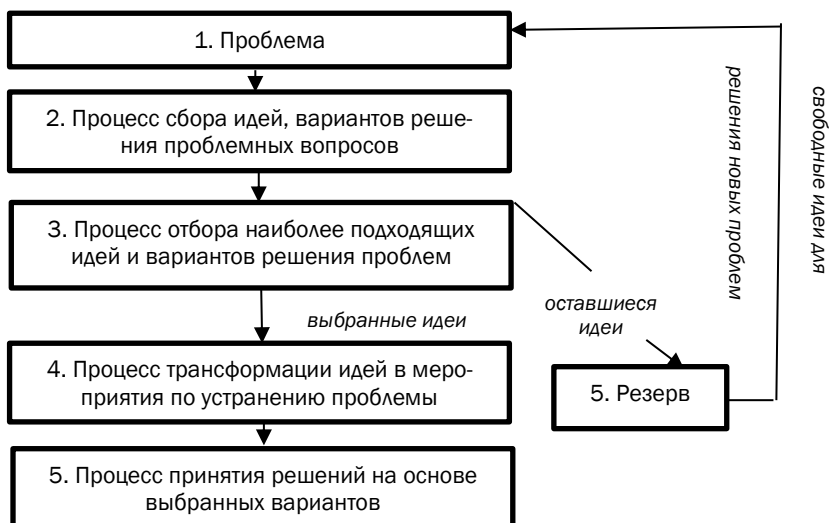 1. Проблема
2. Процесс сбора идей, вариантов реше-
ния проблемных вопросов
3. Процесс отбора наиболее подходящих
идей и вариантов решения проблем
выбранные идеи
оставшиеся
идеи
4. Процесс трансформации идей в меро-
приятия по устранению проблемы
5. Резерв
5. Процесс принятия решений на основе
выбранных вариантов
свободные идеи для
решения новых проблем